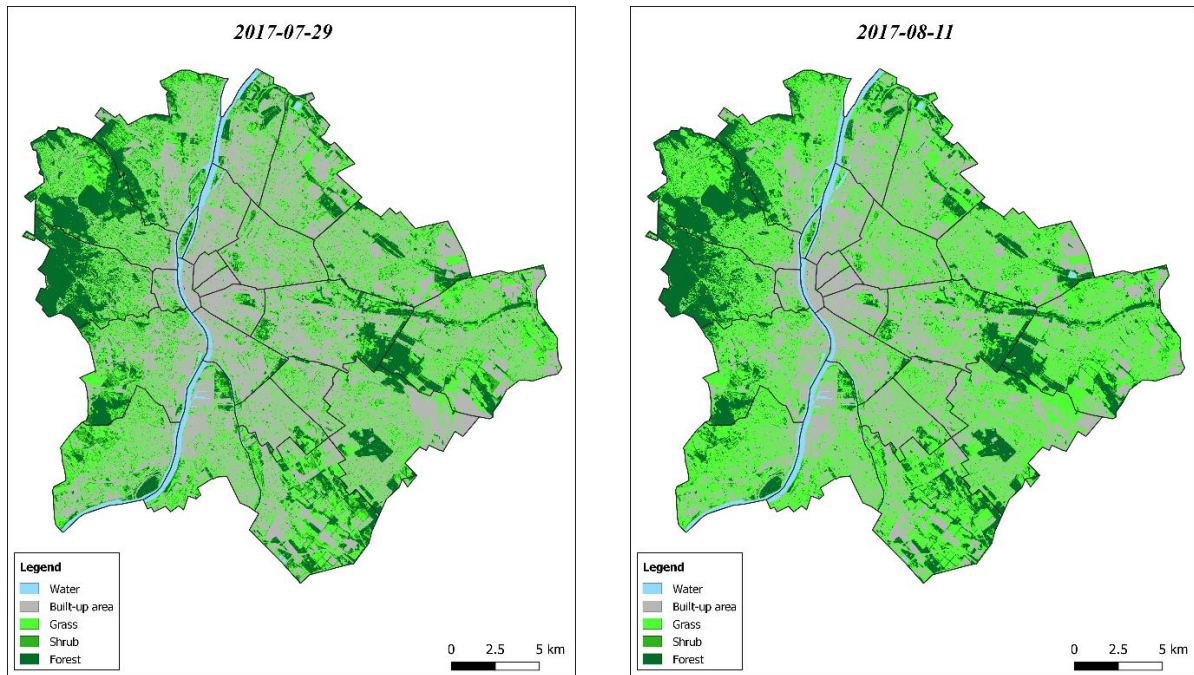 2017-07-29
Legend
Water
Built-up area
Grass
Shrub
Forest
0 2.5 5 km
2017-08-11
Legend
Water
Built-up area
Grass
Shrub
Forest
0 2.5 5 km